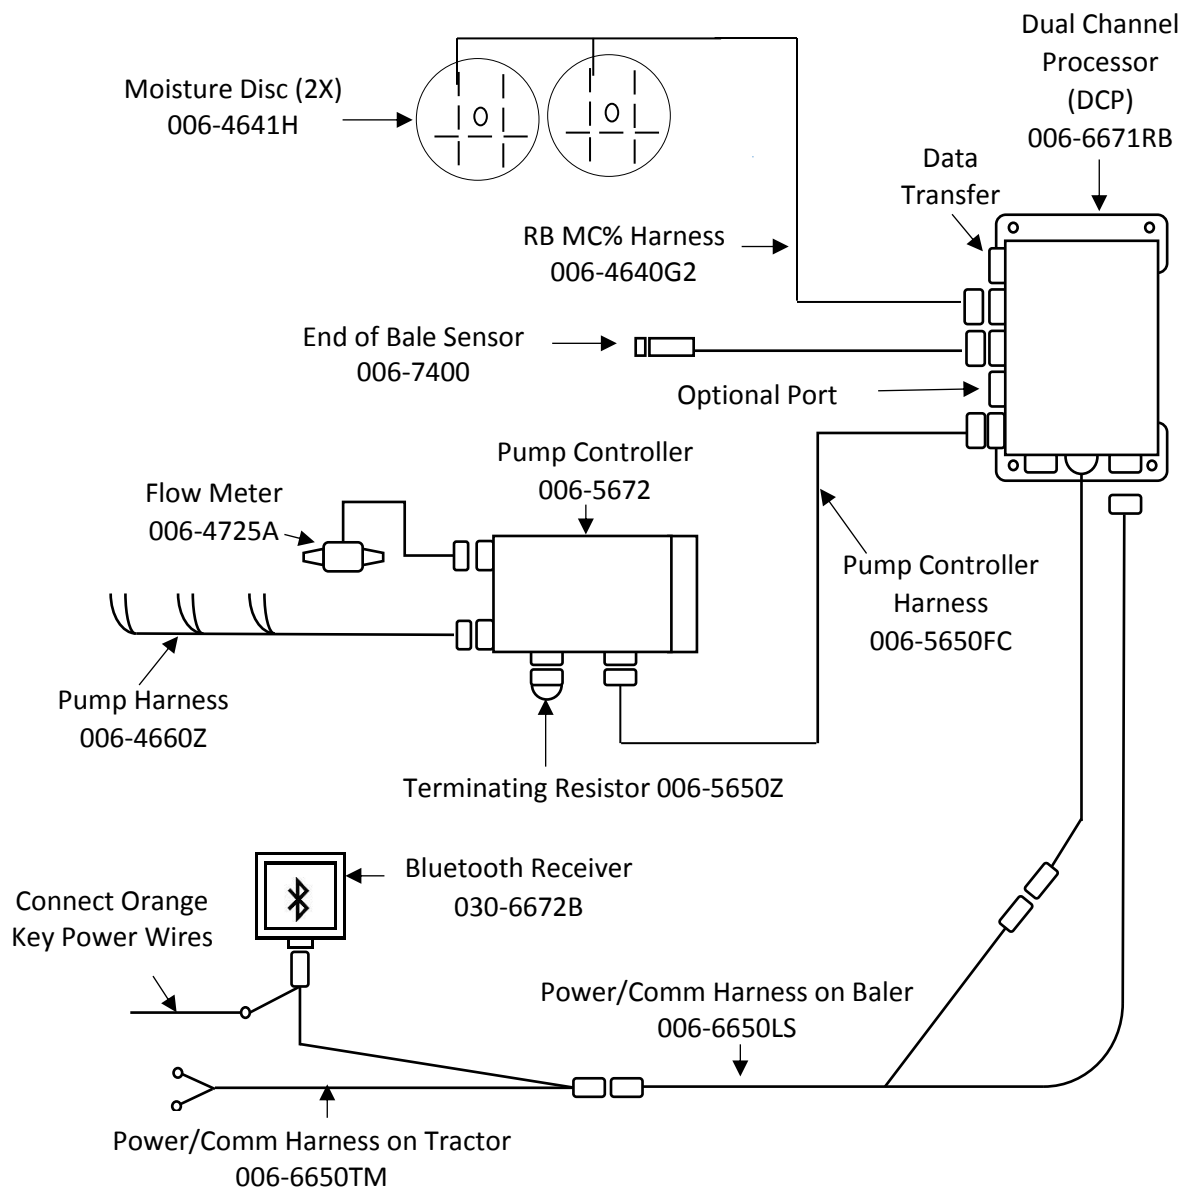 Dual Channel
Processor
(DCP)
006-6671RB
Moisture Disc (2X)
006-4641H
Data
Transfer
RB MC% Harness
006-4640G2
End of Bale Sensor
006-7400
Optional Port
Pump Controller
006-5672
Flow Meter
006-4725A
Pump Controller
Harness
006-5650FC
Pump Harness
006-4660Z
Terminating Resistor 006-5650Z
Bluetooth Receiver
030-6672B
Connect Orange
Key Power Wires
Power/Comm Harness on Baler
006-6650LS
Power/Comm Harness on Tractor
006-6650TM